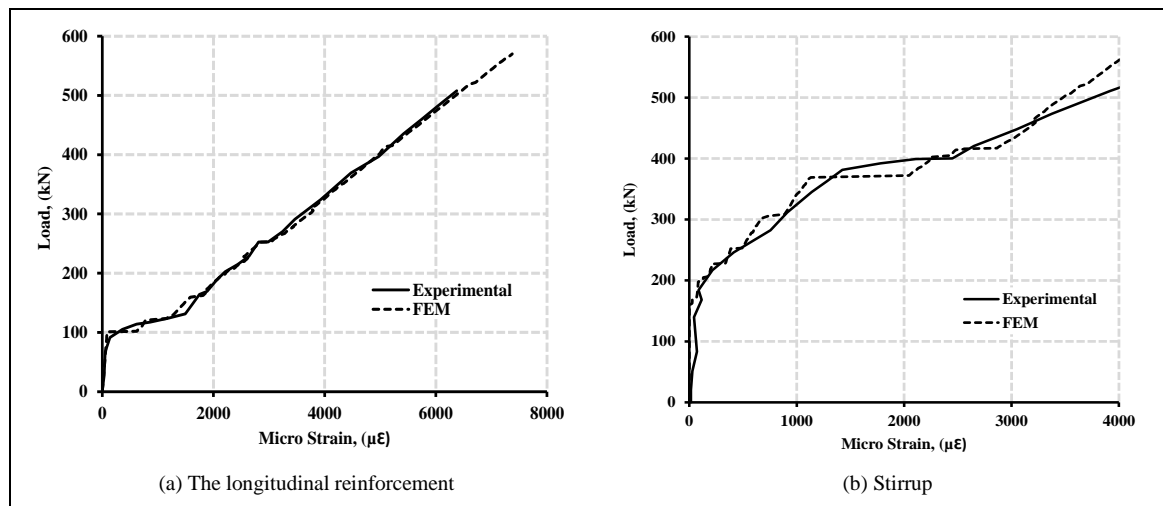 600
500
400
300
200
100
0
Load, (kN)
Experimental
FEM
0 2000 4000 6000 8000
Micro Strain, (με)
(a) The longitudinal reinforcement
600
500
400
300
200
100
0
Load, (kN)
Experimental
FEM
0 1000 2000 3000 4000
Micro Strain, (με)
(b) Stirrup